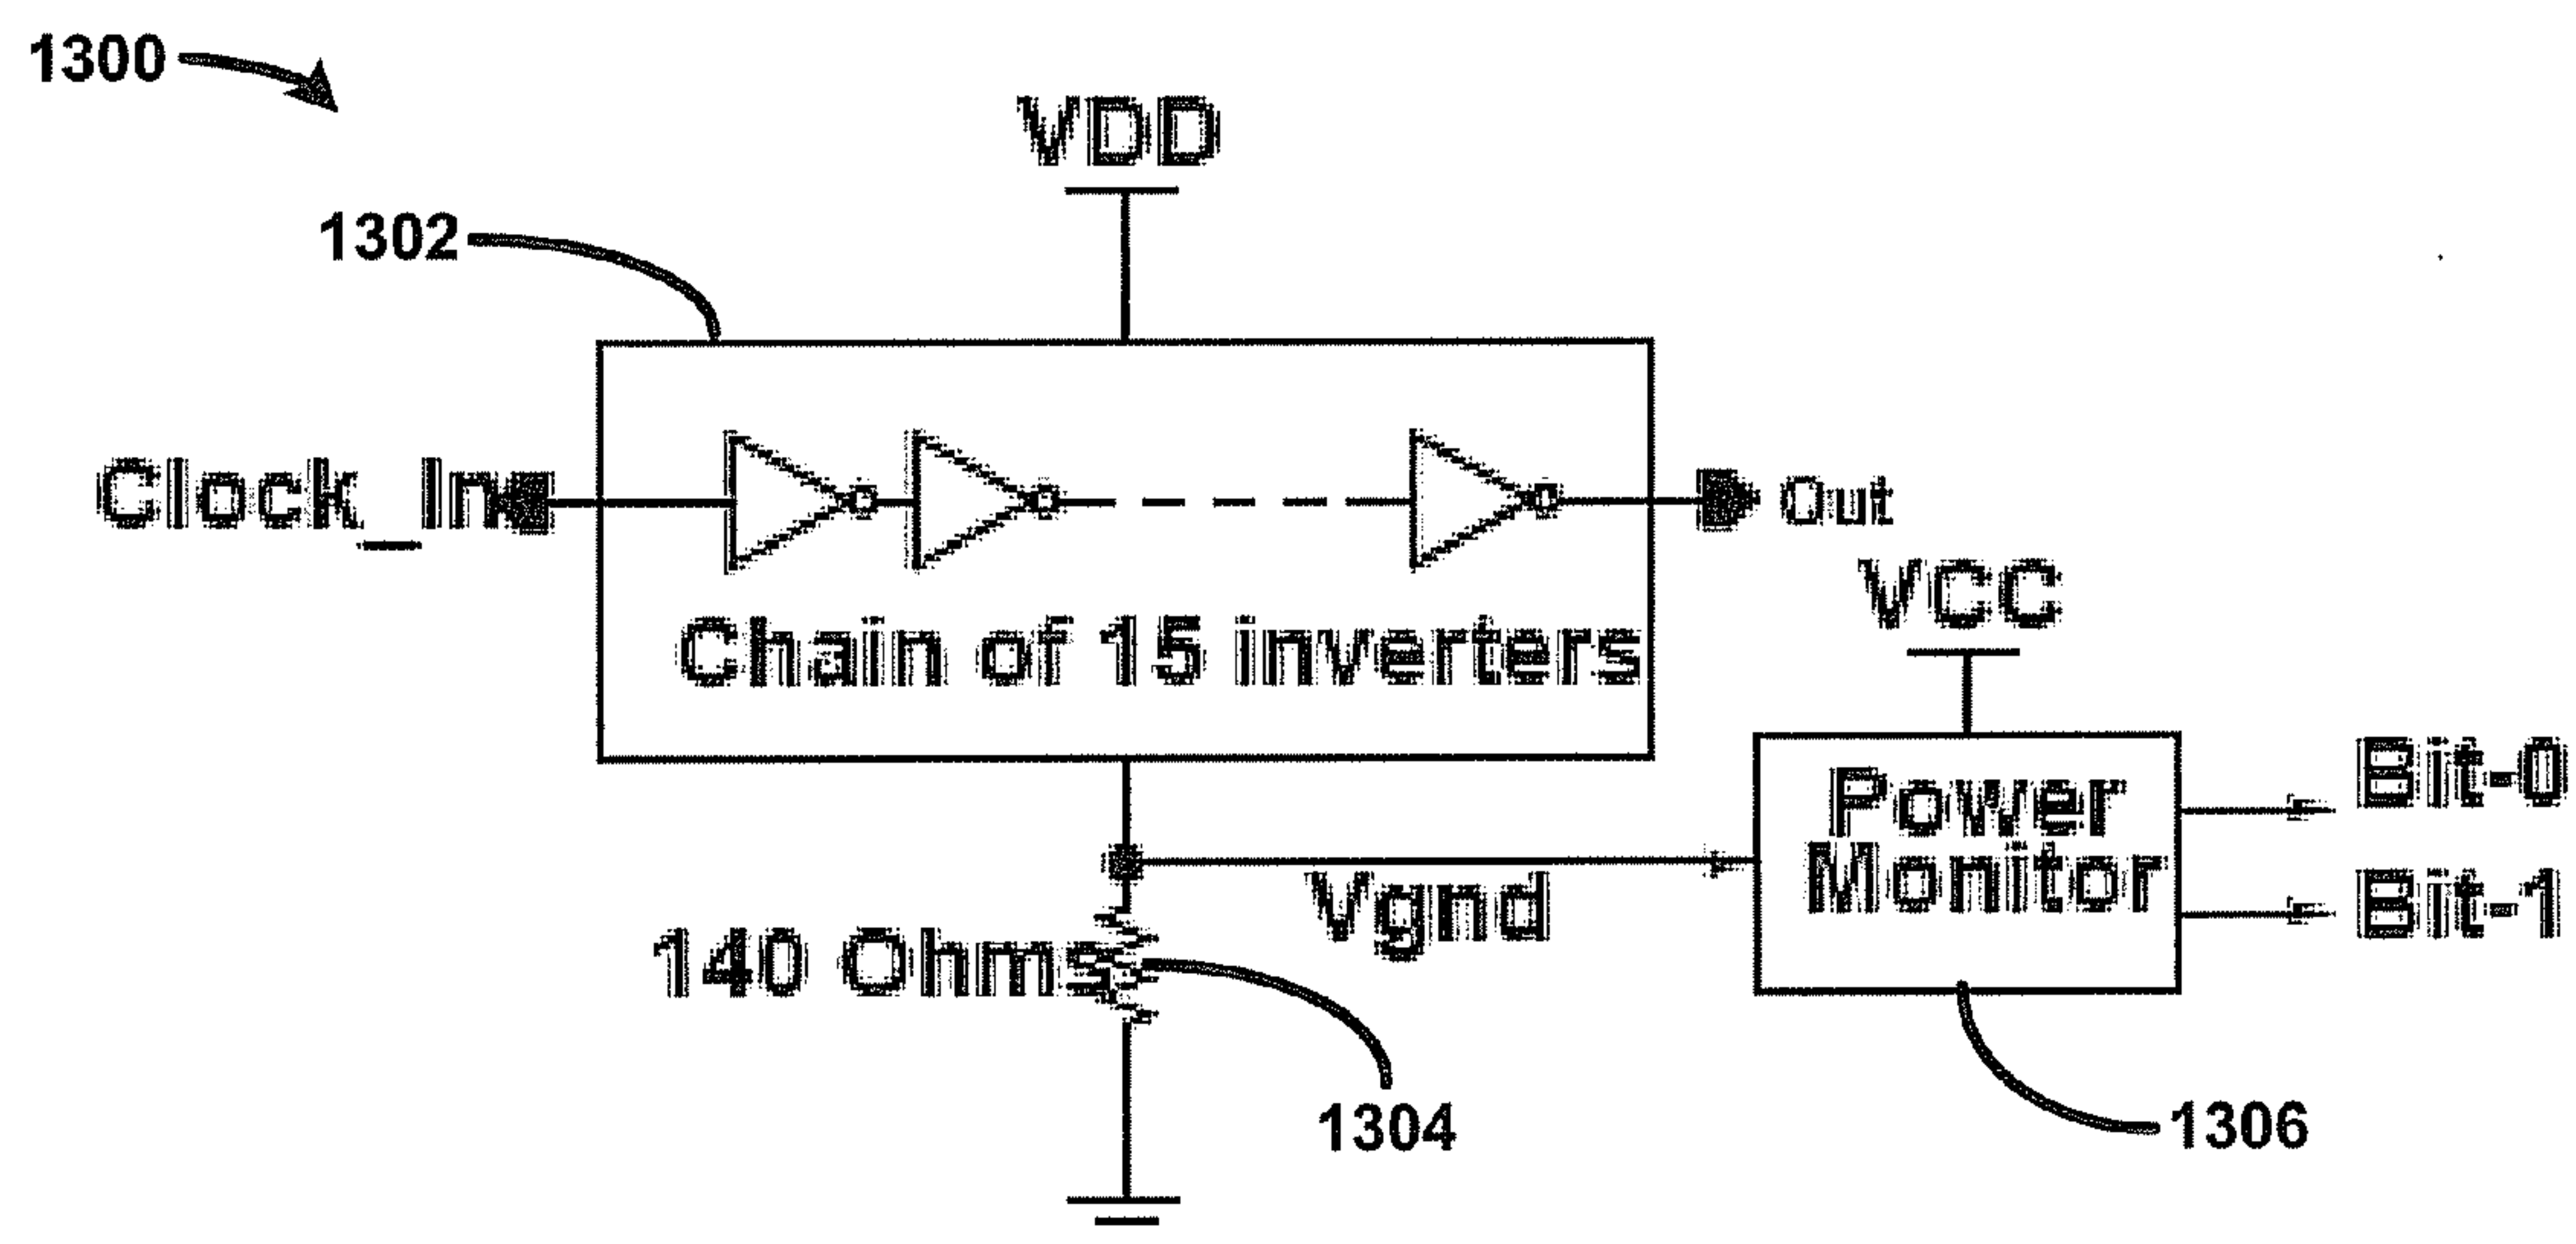 1300
VDD
1302
Clock_In
Out
Chain of 15 inverters
VCC
Power
Monitor
Bit-0
Bit-1
Vgnd
140 Ohms
1304
1306